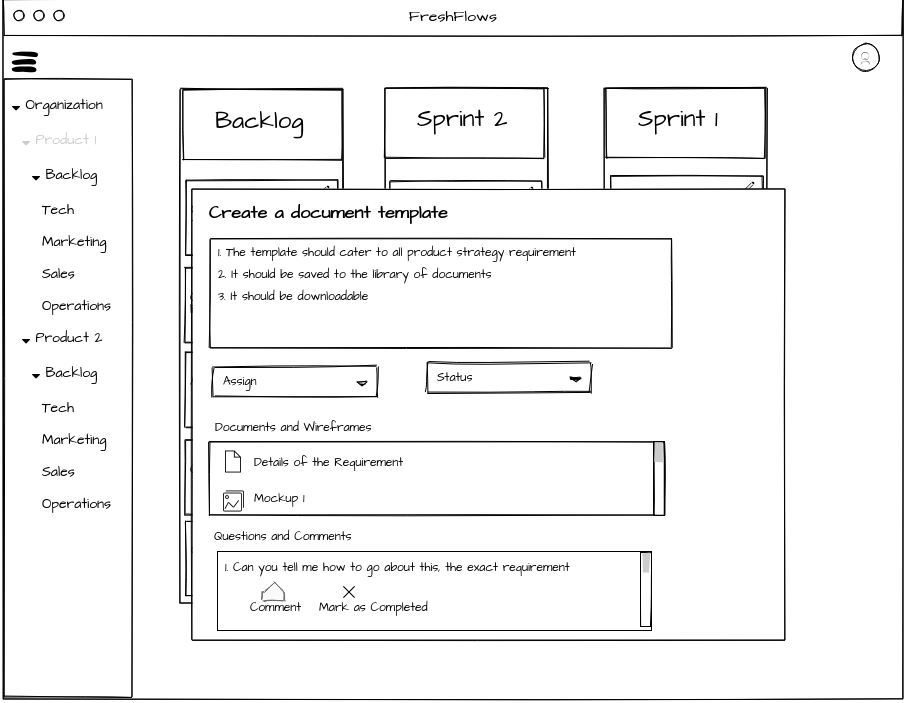 FreshFlows
Organization
Product 1
Backlog
Tech
Marketing
Sales
Operations
Product 2
Backlog
Tech
Marketing
Sales
Operations
Backlog
Sprint 2
Sprint 1
Create a document template
1. The template should cater to all product strategy requirement
2. It should be saved to the library of documents
3. It should be downloadable
Assign
Status
Documents and Wireframes
Details of the Requirement
Mockup 1
Questions and Comments
1. Can you tell me how to go about this, the exact requirement
Comment
Mark as Completed